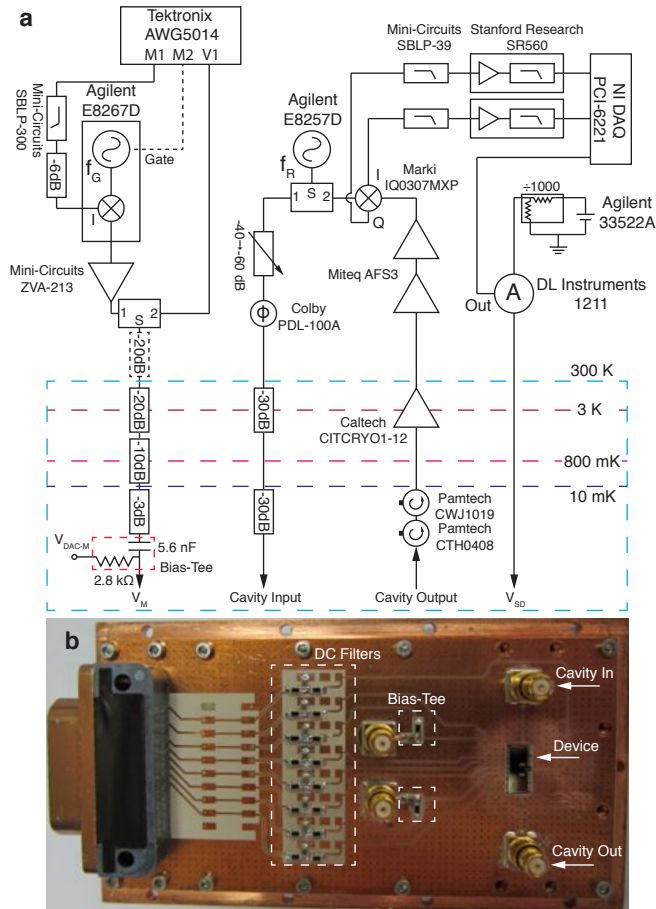 a
Tektronix
AWG5014
M1 M2 V1
Mini-Circuits
SBLP-300
-6dB
Agilent
E8267D
f_G
I
Gate
Mini-Circuits
ZVA-213
1 S 2
-20dB
-20dB
-10dB
-3dB
V_DAC-M
5.6 nF
2.8 kΩ
Bias-Tee
V_M
Agilent
E8257D
f_R
1 S 2
-40→-60 dB
Φ
Colby
PDL-100A
-30dB
-30dB
Cavity Input
Mini-Circuits
SBLP-39
Stanford Research
SR560
NI DAQ
PCI-6221
I
Marki
IQ0307MXP
Q
Miteq AFS3
Caltech
CITCRYO1-12
Pamtech
CWJ1019
Pamtech
CTH0408
Cavity Output
÷1000
Agilent
33522A
A
Out
DL Instruments
1211
300 K
3 K
800 mK
10 mK
V_SD
b
DC Filters
Bias-Tee
Cavity In
Device
Cavity Out